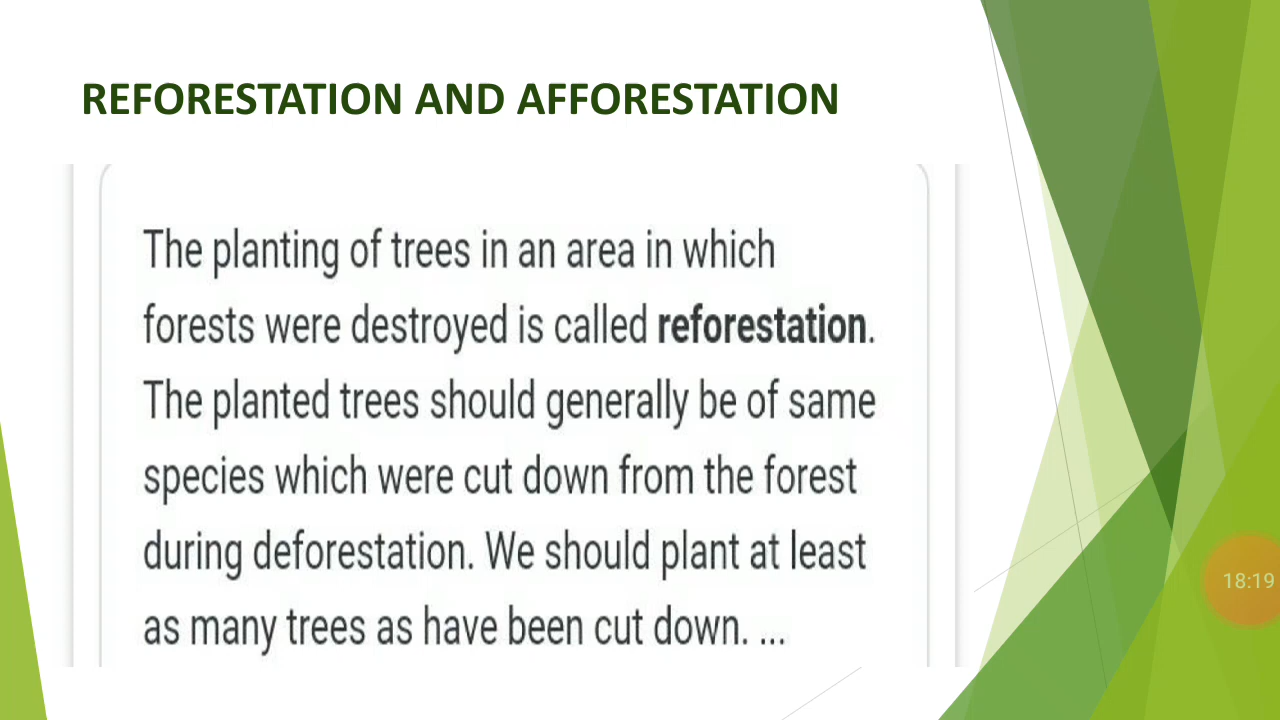 REFORESTATION AND AFFORESTATION
The planting of trees in an area in which
forests were destroyed is called reforestation.
The planted trees should generally be of same
species which were cut down from the forest
during deforestation. We should plant at least
as many trees as have been cut down. ...
18:19